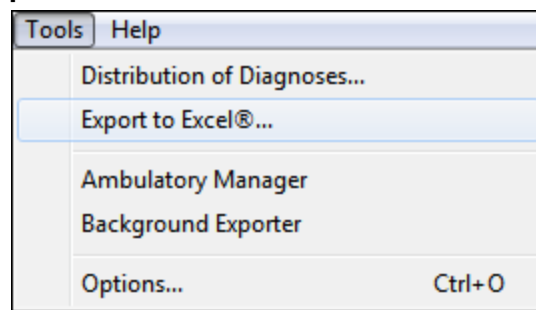 Tools Help
Distribution of Diagnoses...
Export to Excel®...
Ambulatory Manager
Background Exporter
Options... Ctrl+O